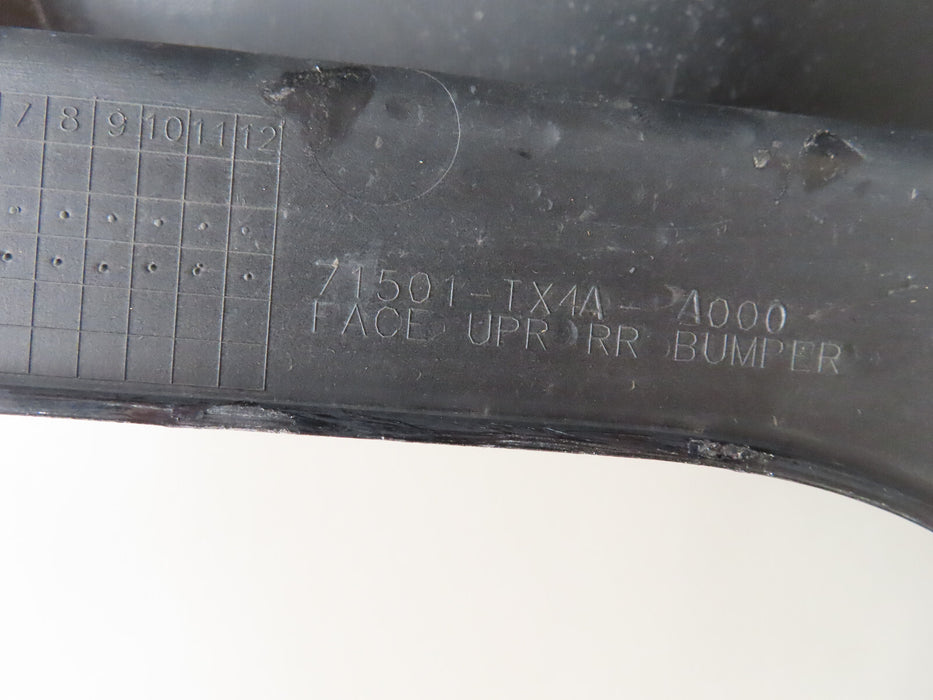 7 8 9 10 11 12
71501-TX4A-A000
FACE UPR RR BUMPER